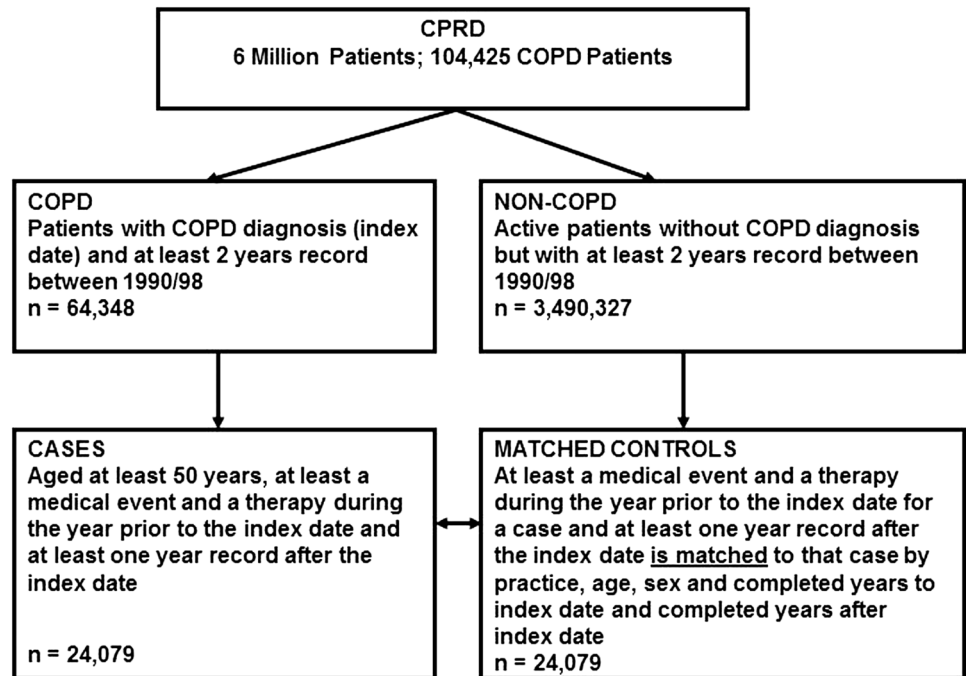 CPRD
6 Million Patients; 104,425 COPD Patients
COPD
Patients with COPD diagnosis (index
date) and at least 2 years record
between 1990/98
n = 64,348
NON-COPD
Active patients without COPD diagnosis
but with at least 2 years record between
1990/98
n = 3,490,327
CASES
Aged at least 50 years, at least a
medical event and a therapy during
the year prior to the index date and
at least one year record after the
index date
n = 24,079
MATCHED CONTROLS
At least a medical event and a therapy
during the year prior to the index date for
a case and at least one year record after
the index date is matched to that case by
practice, age, sex and completed years to
index date and completed years after
index date
n = 24,079